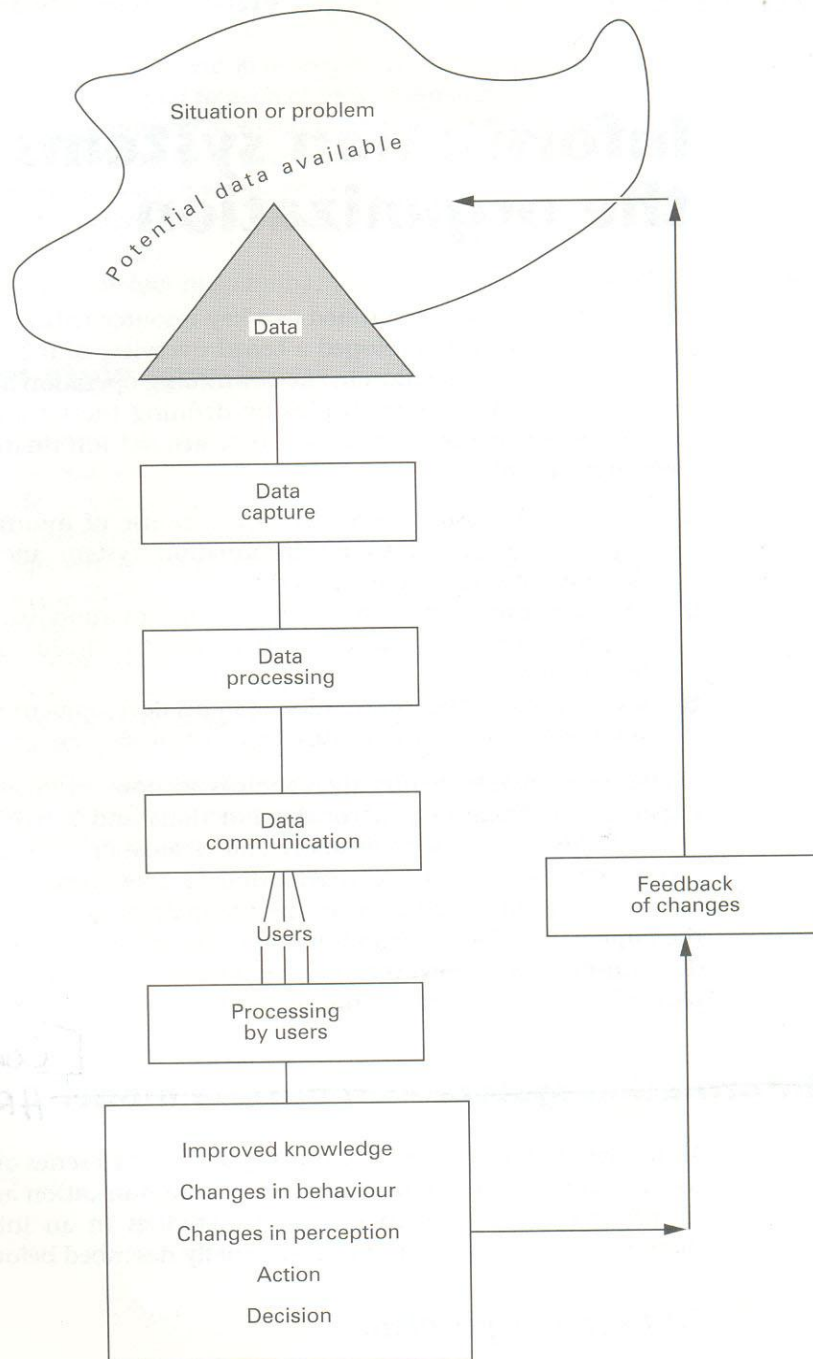 Situation or problem
Potential data available
Data
Data
capture
Data
processing
Data
communication
Users
Processing
by users
Improved knowledge
Changes in behaviour
Changes in perception
Action
Decision
Feedback
of changes